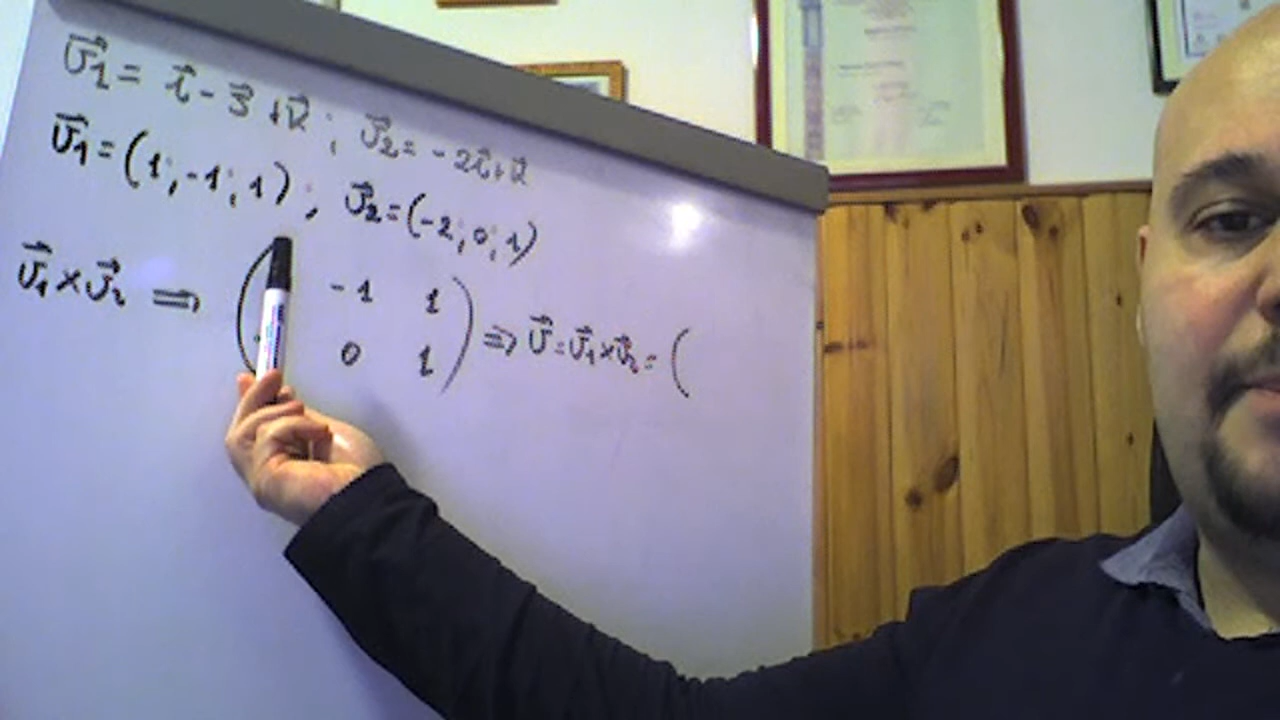 v⃗1 = i⃗ - j⃗ + k⃗ ; v⃗2 = -2i⃗ + k⃗
v⃗1 = (1; -1; 1) ; v⃗2 = (-2; 0; 1)
v⃗1 × v⃗2 ⇒ ( -1 1 ) ⇒ v⃗ = v⃗1 × v⃗2 = (
0 1